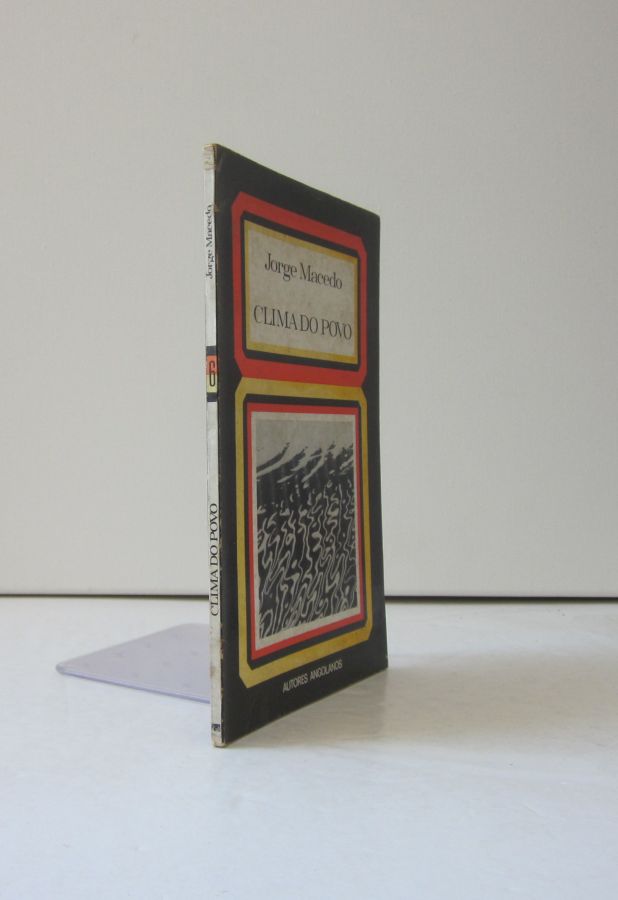 Jorge Macedo
6
CLIMA DO POVO
Jorge Macedo
CLIMA DO POVO
AUTORES ANGOLANOS